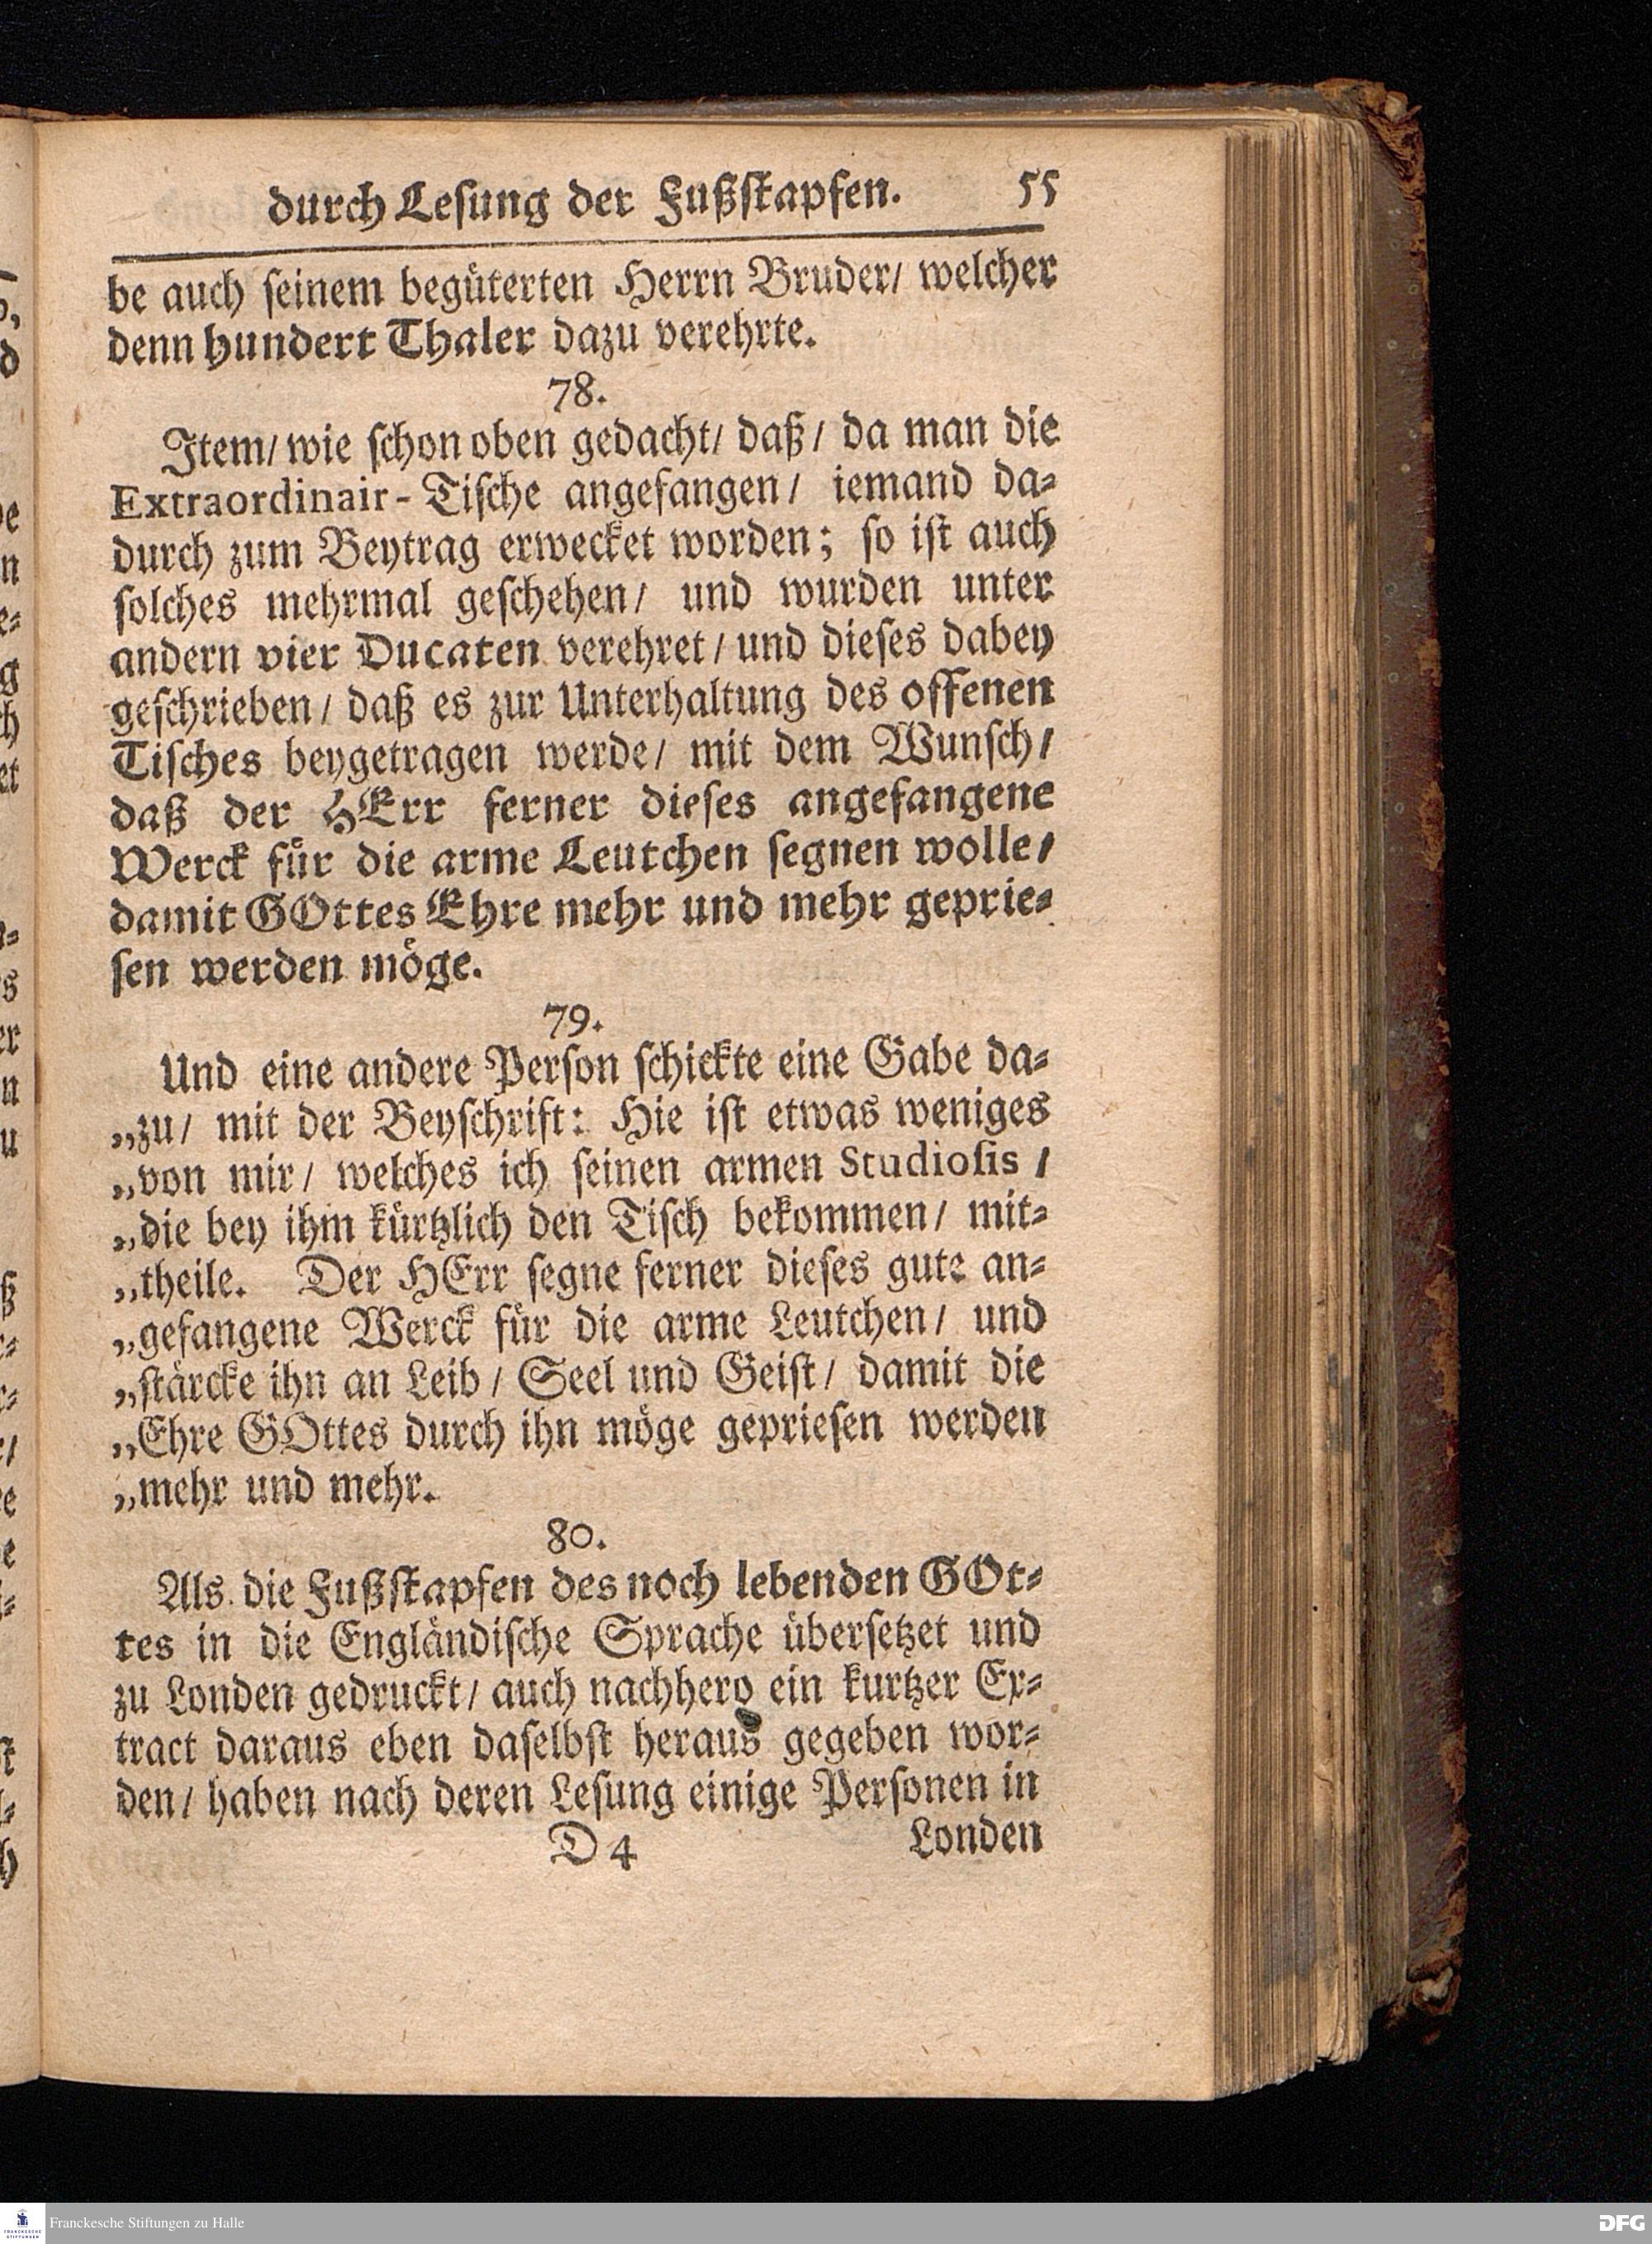 durch Leſung der Fußſtapfen. 55
be auch ſeinem begüterten Herrn Bruder/ welcher
denn hundert Thaler dazu verehrte.
78.
Item/ wie ſchon oben gedacht/ daß/ da man die
Extraordinair-Tiſche angefangen/ iemand da⸗
durch zum Beytrag erwecket worden; ſo iſt auch
ſolches mehrmal geſchehen/ und wurden unter
andern vier Ducaten verehret/ und dieſes dabey
geſchrieben/ daß es zur Unterhaltung des offenen
Tiſches beygetragen werde/ mit dem Wunſch/
daß der HErr ferner dieſes angefangene
Werck für die arme Leutchen ſegnen wolle/
damit GOttes Ehre mehr und mehr geprie⸗
ſen werden möge.
79.
Und eine andere Perſon ſchickte eine Gabe da⸗
„zu/ mit der Beyſchrift: Hie iſt etwas weniges
„von mir/ welches ich ſeinen armen Studioſis /
„die bey ihm kürtzlich den Tiſch bekommen/ mit⸗
„theile. Der HErr ſegne ferner dieſes gute an⸗
„gefangene Werck für die arme Leutchen/ und
„ſtärcke ihn an Leib/ Seel und Geiſt/ damit die
„Ehre GOttes durch ihn möge geprieſen werden
„mehr und mehr.
80.
Als die Fußſtapfen des noch lebenden GOt⸗
tes in die Engländiſche Sprache überſetzet und
zu Londen gedruckt/ auch nachhero ein kurtzer Ex⸗
tract daraus eben daſelbſt heraus gegeben wor⸗
den/ haben nach deren Leſung einige Perſonen in
D 4 Londen
Franckesche Stiftungen zu Halle
DFG